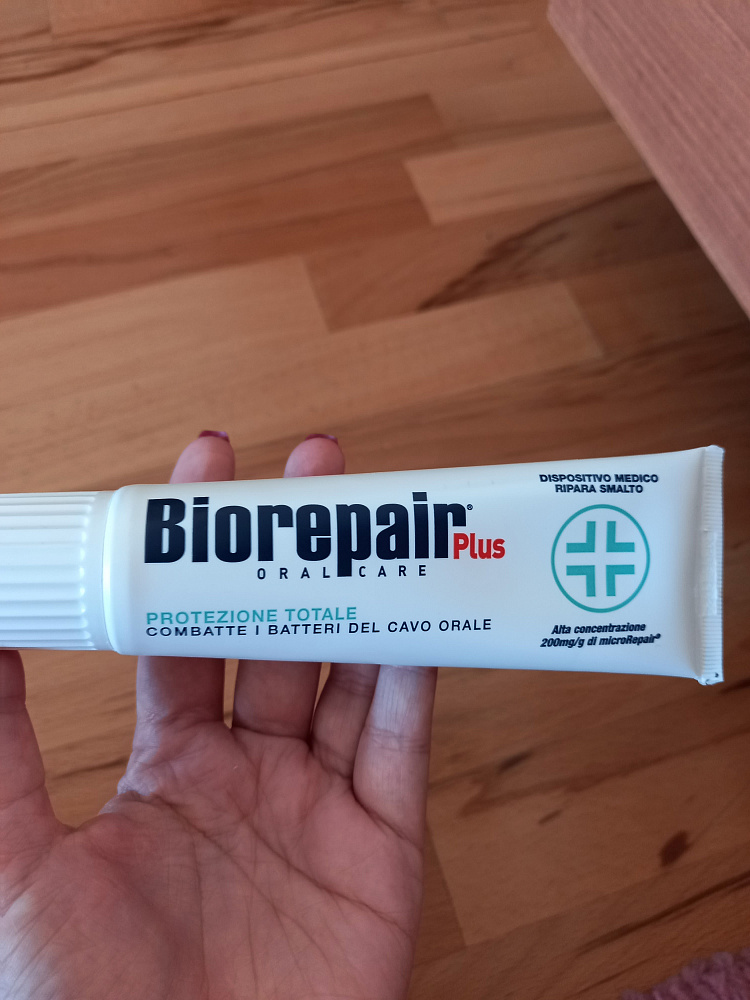 Biorepair® Plus
ORAL CARE
PROTEZIONE TOTALE
COMBATTE I BATTERI DEL CAVO ORALE
DISPOSITIVO MEDICO
RIPARA SMALTO
Alta concentrazione
200mg/g di microRepair®